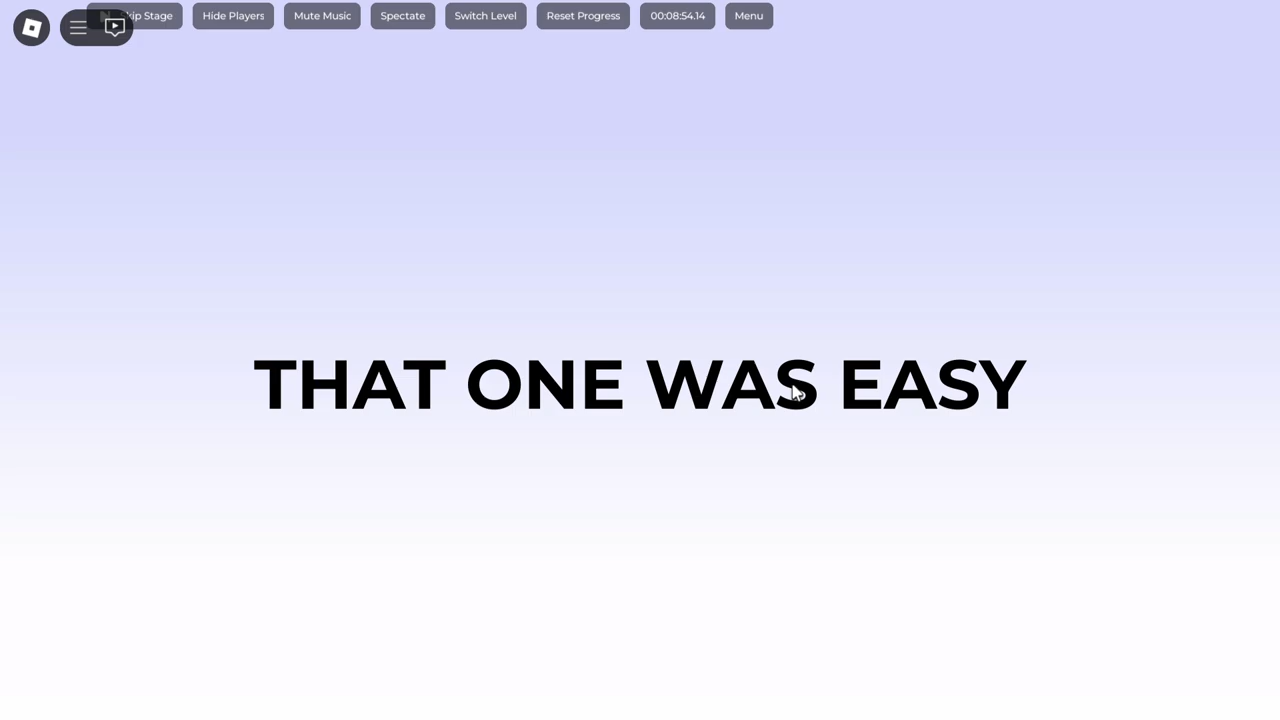 Skip Stage
Hide Players
Mute Music
Spectate
Switch Level
Reset Progress
00:08:54.14
Menu
THAT ONE WAS EASY